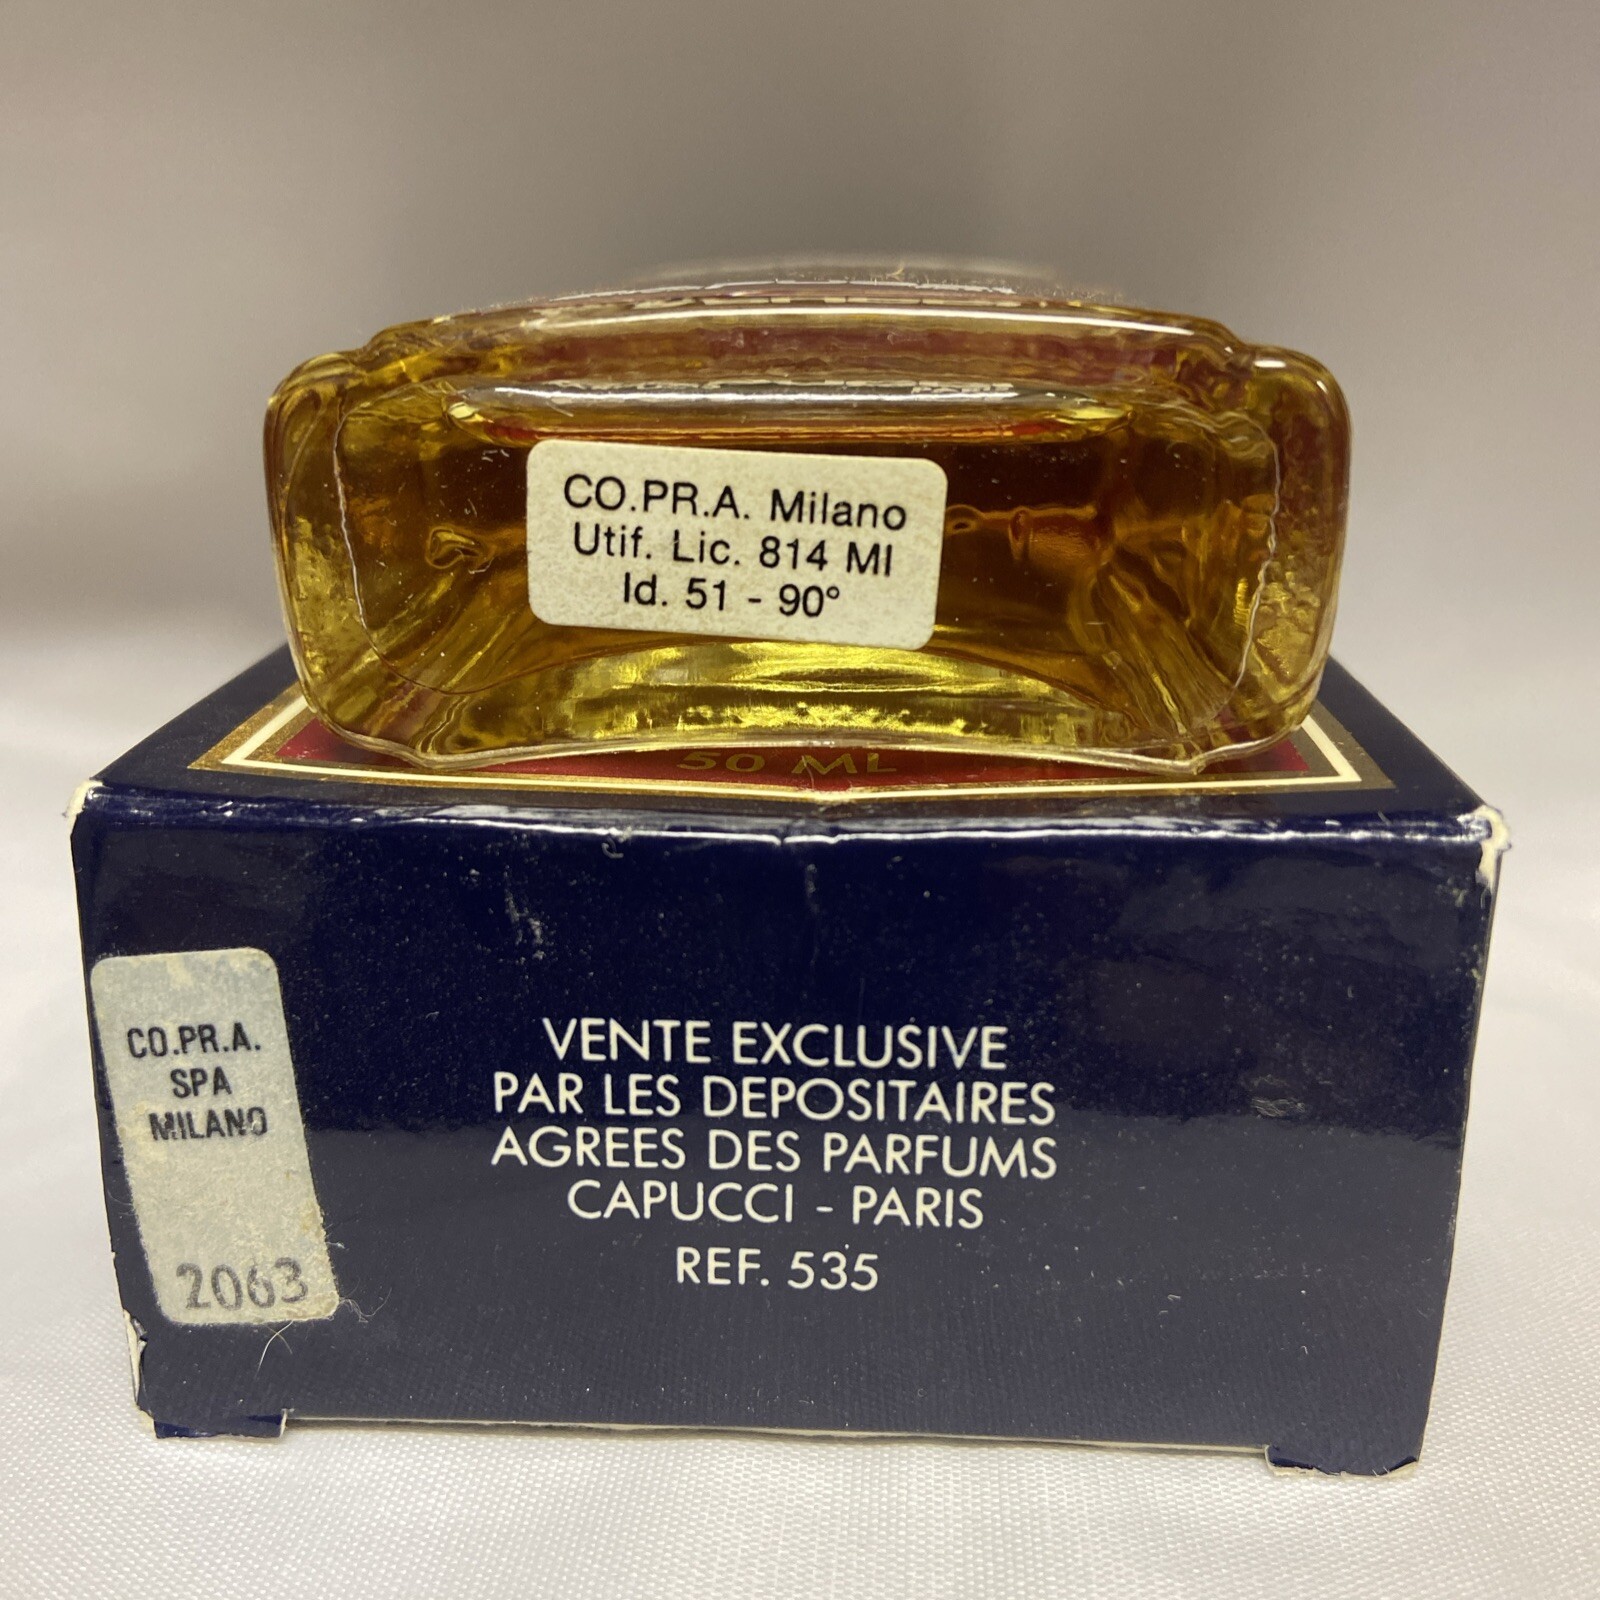 CO.PR.A. Milano
Utif. Lic. 814 MI
Id. 51 - 90°
50 ML
CO.PR.A.
SPA
MILANO
2063
VENTE EXCLUSIVE
PAR LES DEPOSITAIRES
AGREES DES PARFUMS
CAPUCCI - PARIS
REF. 535